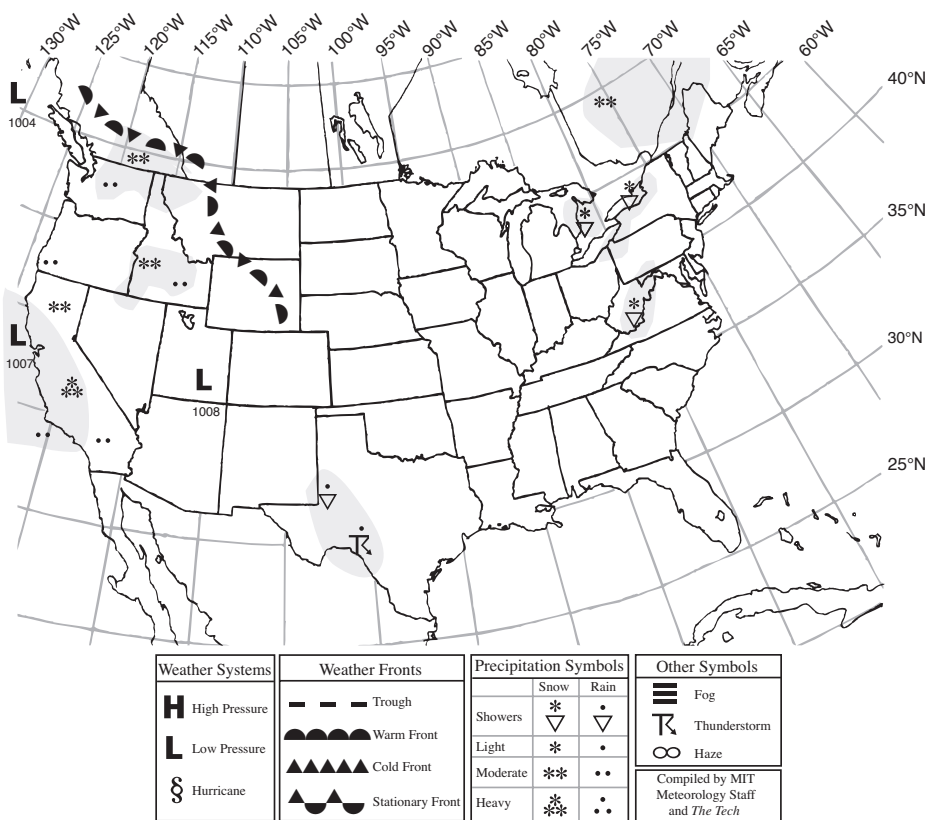 130°W 125°W 120°W 115°W 110°W 105°W 100°W 95°W 90°W 85°W 80°W 75°W 70°W 65°W 60°W
40°N
L
1004
35°N
30°N
L
1007
L
1008
25°N
Weather Systems
H High Pressure
L Low Pressure
§ Hurricane
Weather Fronts
Trough
Warm Front
Cold Front
Stationary Front
Precipitation Symbols
Snow Rain
Showers
Light
Moderate
Heavy
Other Symbols
Fog
Thunderstorm
Haze
Compiled by MIT
Meteorology Staff
and The Tech